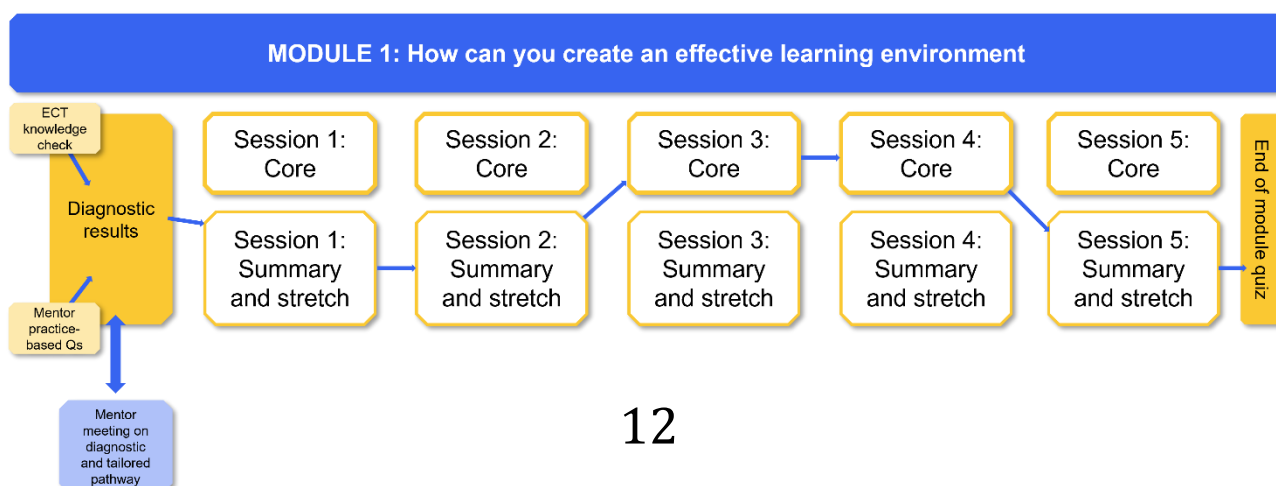 MODULE 1: How can you create an effective learning environment
ECT
knowledge
check
Diagnostic
results
Mentor
practice-
based Qs
Mentor
meeting on
diagnostic
and tailored
pathway
Session 1:
Core
Session 2:
Core
Session 3:
Core
Session 4:
Core
Session 5:
Core
Session 1:
Summary
and stretch
Session 2:
Summary
and stretch
Session 3:
Summary
and stretch
Session 4:
Summary
and stretch
Session 5:
Summary
and stretch
End of
module quiz
12